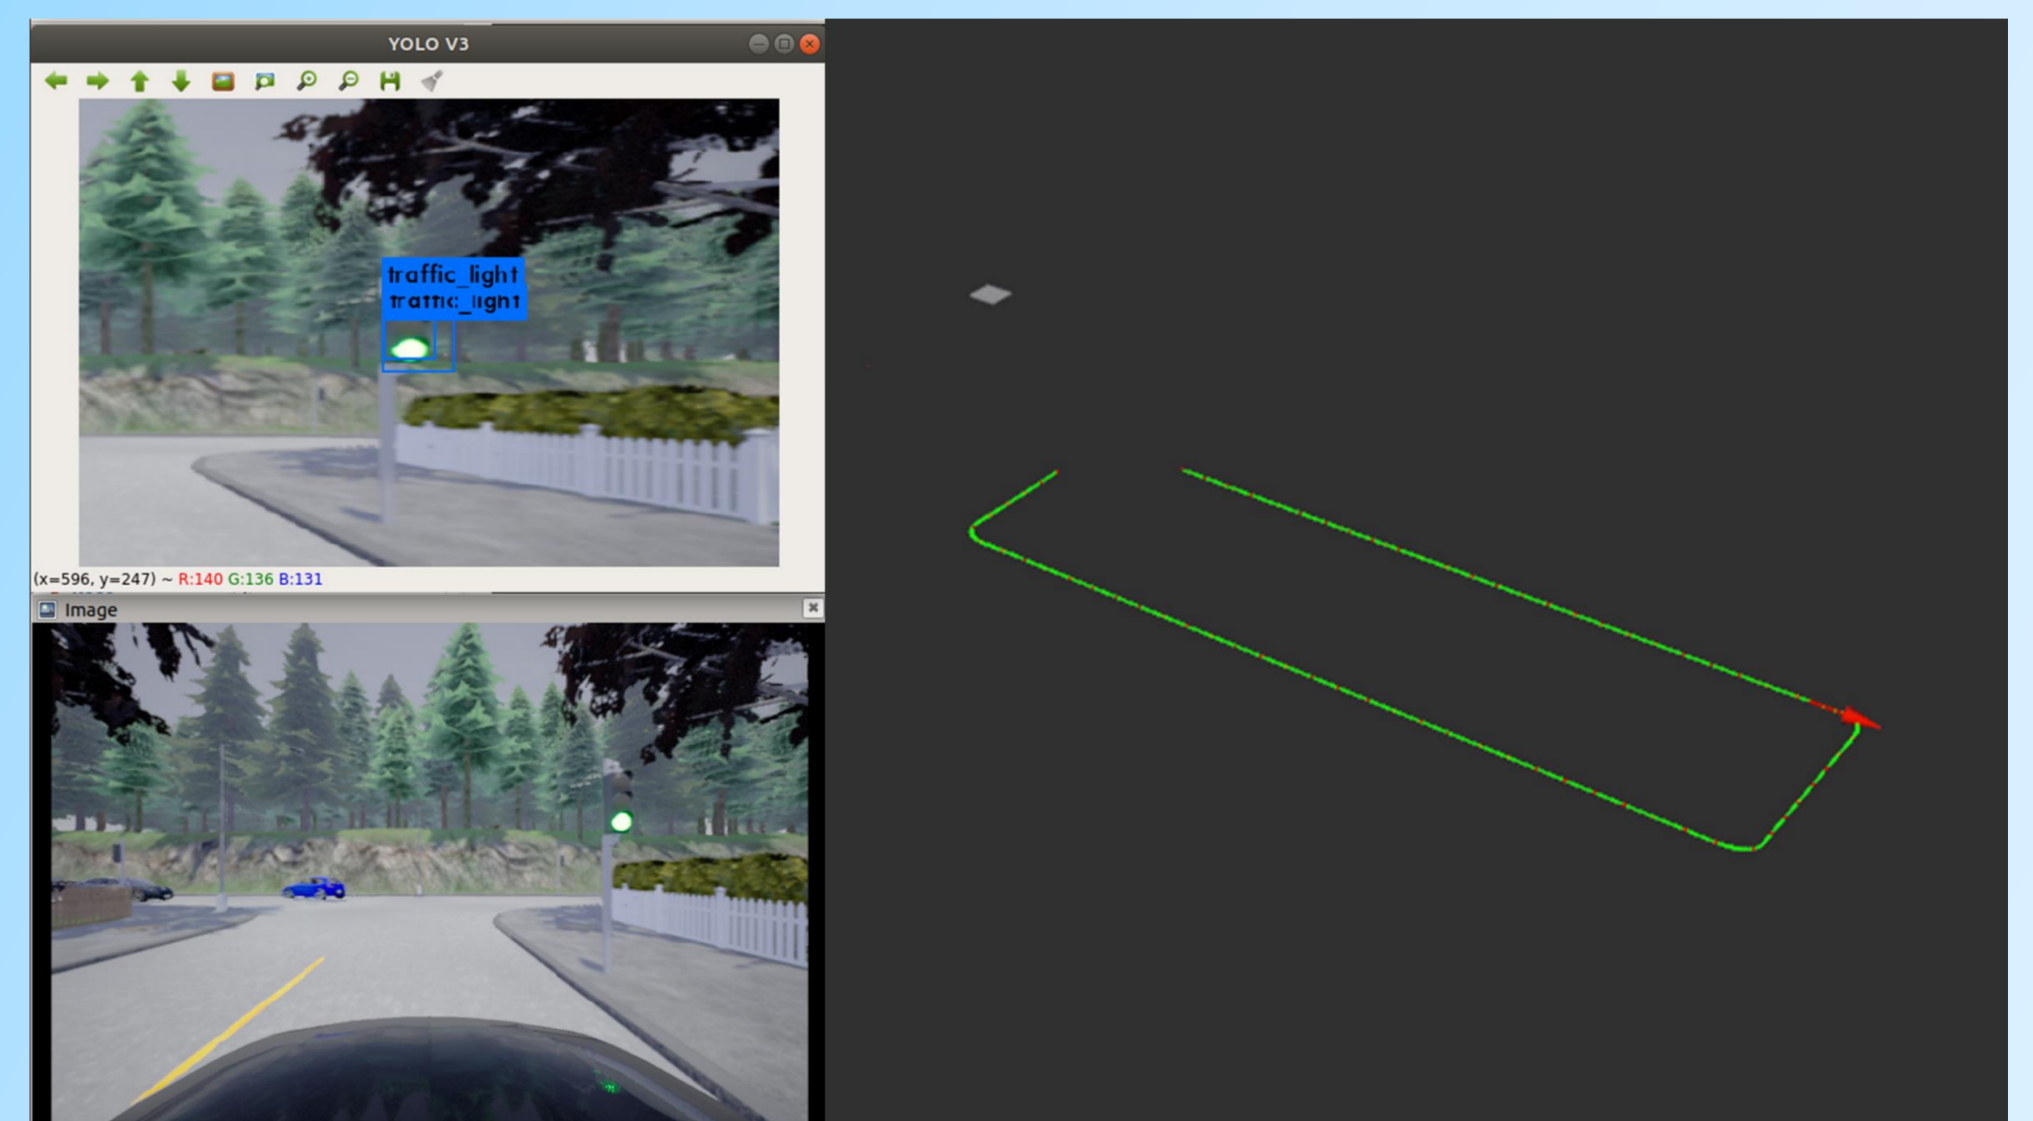 YOLO V3
traffic_light
traffic_light
(x=596, y=247) ~ R:140 G:136 B:131
Image